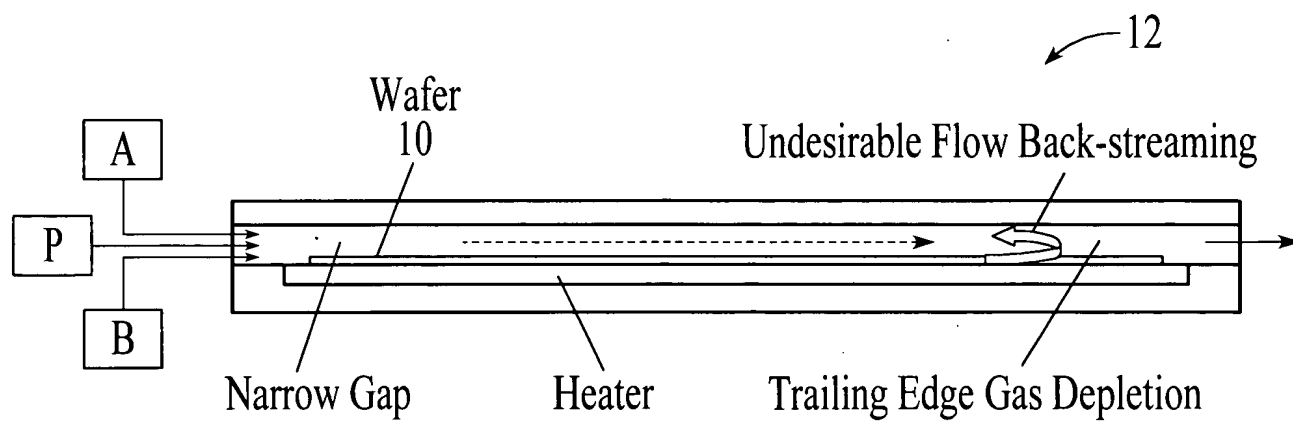 12
Wafer
10
Undesirable Flow Back-streaming
A
P
B
Narrow Gap
Heater
Trailing Edge Gas Depletion